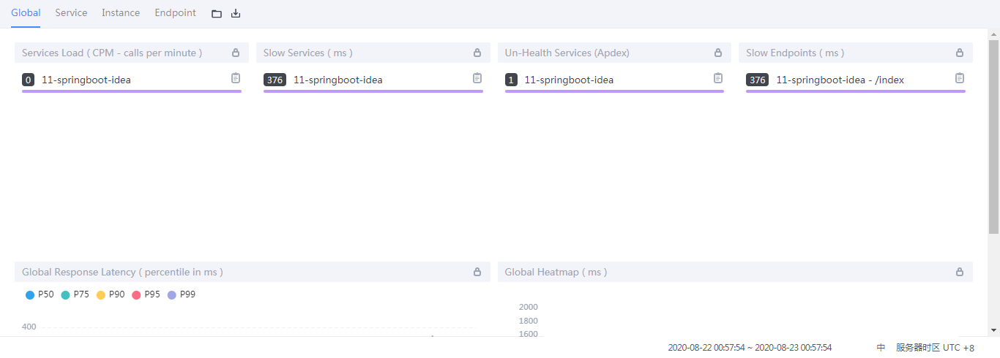 Global Service Instance Endpoint
Services Load ( CPM - calls per minute ) Slow Services ( ms ) Un-Health Services (Apdex) Slow Endpoints ( ms )
0 11-springboot-idea 376 11-springboot-idea 1 11-springboot-idea 376 11-springboot-idea - /index
Global Response Latency ( percentile in ms ) Global Heatmap ( ms )
P50 P75 P90 P95 P99
2000
1800
400
1600
2020-08-22 00:57:54 ~ 2020-08-23 00:57:54 中 服务器时区 UTC +8